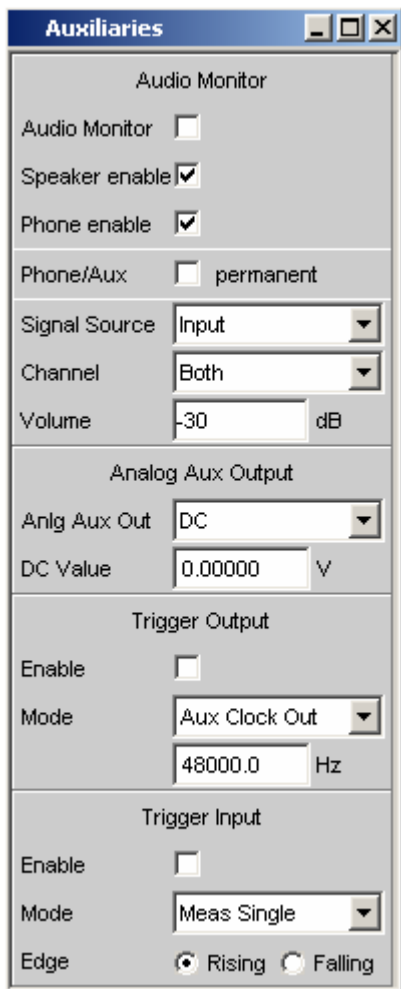 Auxiliaries
Audio Monitor
Audio Monitor
Speaker enable
Phone enable
Phone/Aux permanent
Signal Source Input
Channel Both
Volume -30 dB
Analog Aux Output
Anlg Aux Out DC
DC Value 0.00000 V
Trigger Output
Enable
Mode Aux Clock Out
48000.0 Hz
Trigger Input
Enable
Mode Meas Single
Edge Rising Falling